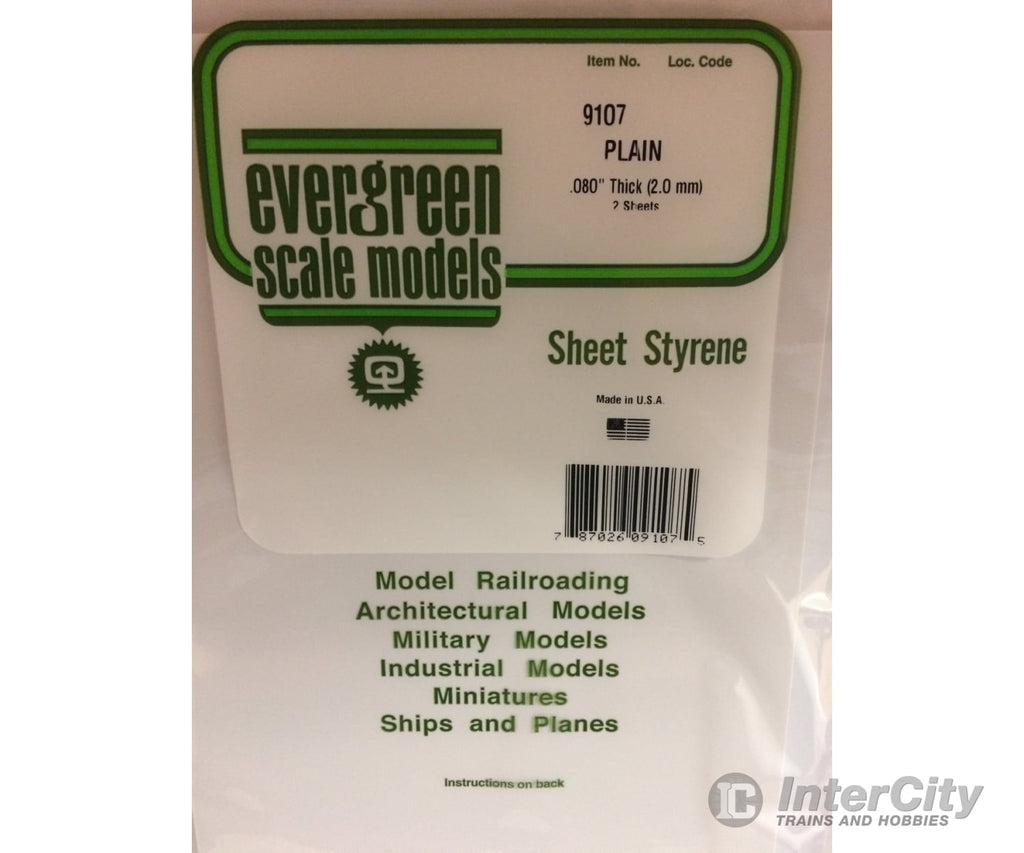 Item No. Loc. Code
9107
PLAIN
.080" Thick (2.0 mm)
2 Sheets
evergreen
scale models
Sheet Styrene
Made in U.S.A.
7 87026 09107 5
Model Railroading
Architectural Models
Military Models
Industrial Models
Miniatures
Ships and Planes
Instructions on back
InterCity
TRAINS AND HOBBIES